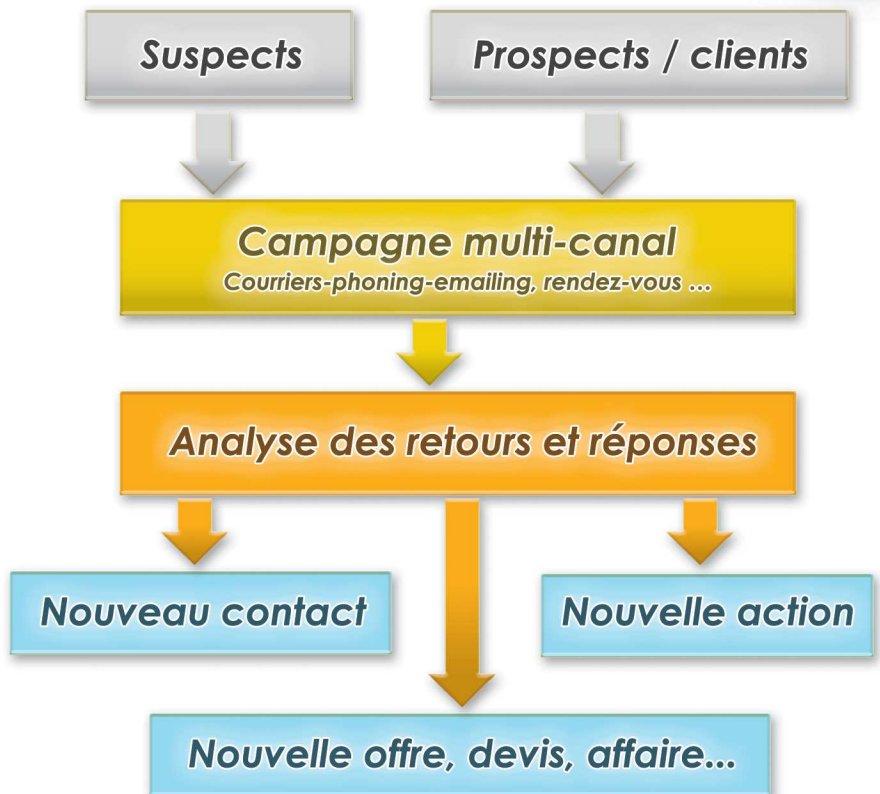 Suspects
Prospects / clients
Campagne multi-canal
Courriers-phoning-emailing, rendez-vous ...
Analyse des retours et réponses
Nouveau contact
Nouvelle action
Nouvelle offre, devis, affaire...